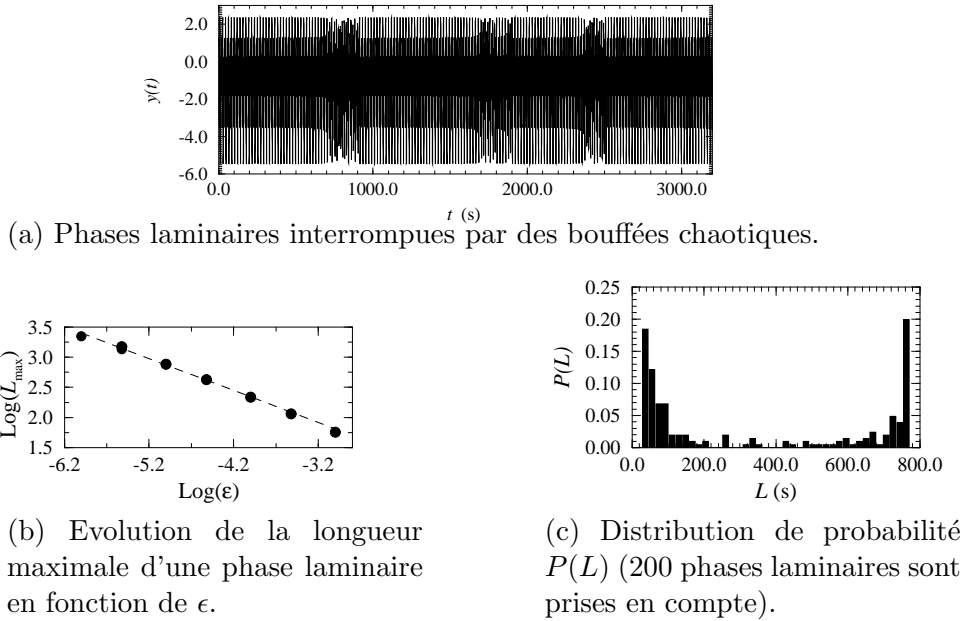 2.0
0.0
-2.0
-4.0
-6.0
y(t)
0.0 1000.0 2000.0 3000.0
t (s)
(a) Phases laminaires interrompues par des bouffées chaotiques.
3.5
3.0
2.5
2.0
1.5
Log(L_max)
-6.2 -5.2 -4.2 -3.2
Log(ε)
(b) Evolution de la longueur
maximale d'une phase laminaire
en fonction de ϵ.
0.25
0.20
0.15
0.10
0.05
0.00
P(L)
0.0 200.0 400.0 600.0 800.0
L (s)
(c) Distribution de probabilité
P(L) (200 phases laminaires sont
prises en compte).